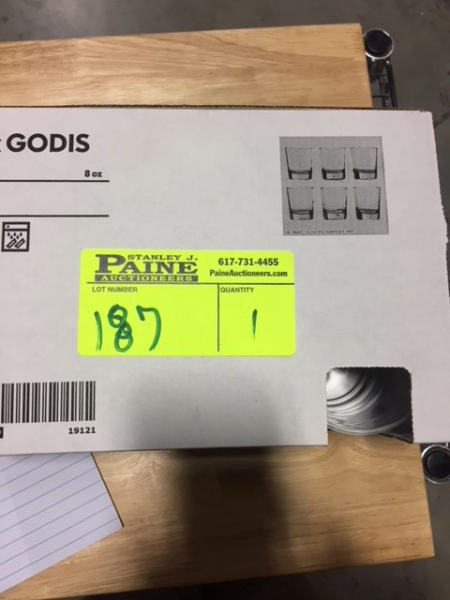 GODIS
8 oz
STANLEY J.
PAINE
AUCTIONEERS
617-731-4455
PaineAuctioneers.com
LOT NUMBER
QUANTITY
187
1
19121